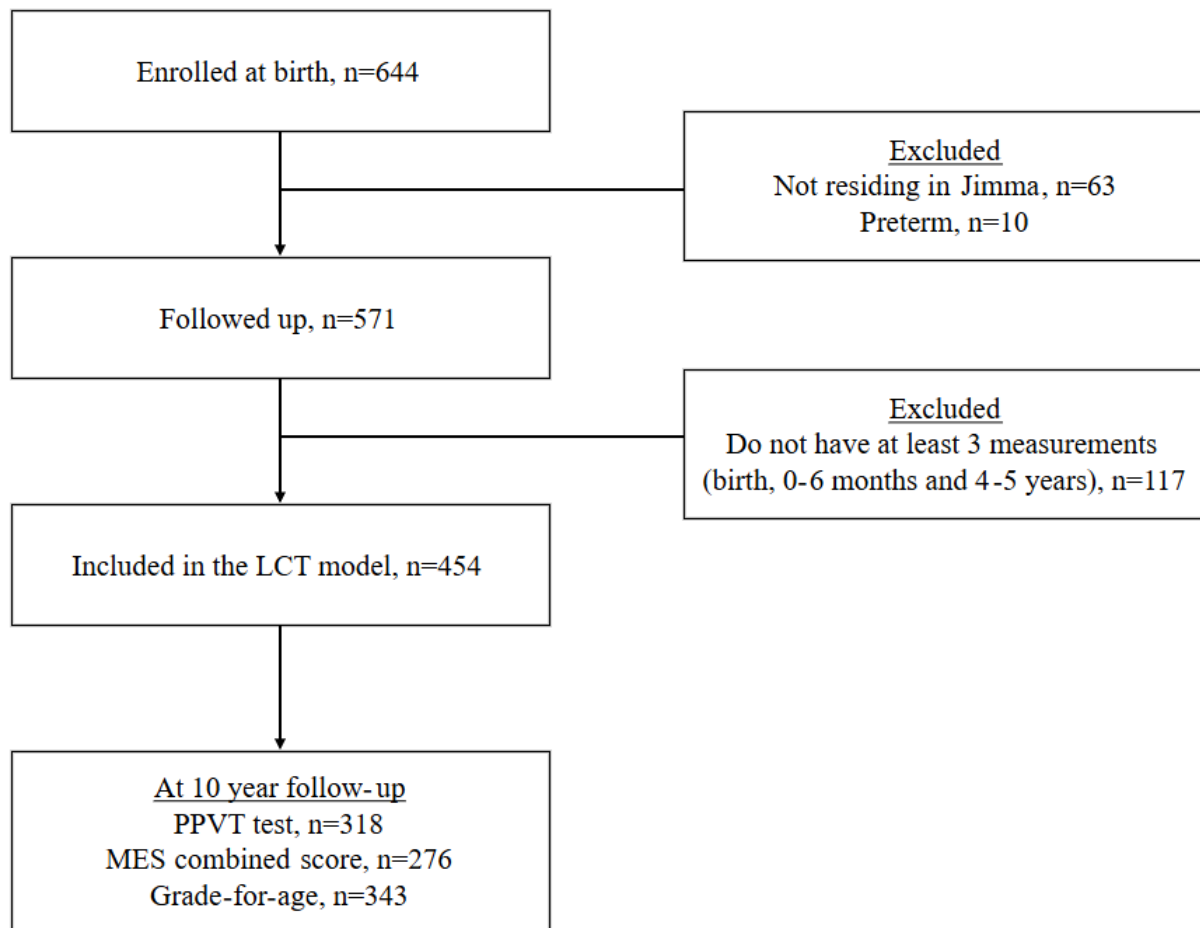 Enrolled at birth, n=644
Excluded
Not residing in Jimma, n=63
Preterm, n=10
Followed up, n=571
Excluded
Do not have at least 3 measurements
(birth, 0-6 months and 4-5 years), n=117
Included in the LCT model, n=454
At 10 year follow-up
PPVT test, n=318
MES combined score, n=276
Grade-for-age, n=343